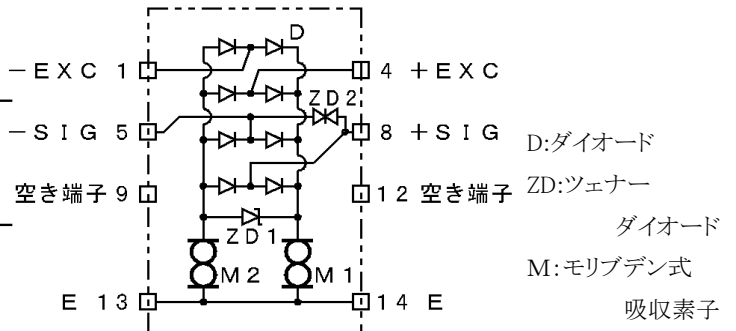 D
－EXC 1
4 ＋EXC
ZD2
－SIG 5
8 ＋SIG
D:ダイオード
空き端子 9
12 空き端子
ZD:ツェナー
ダイオード
ZD1
M2
M1
M:モリブデン式
吸収素子
E 13
14 E